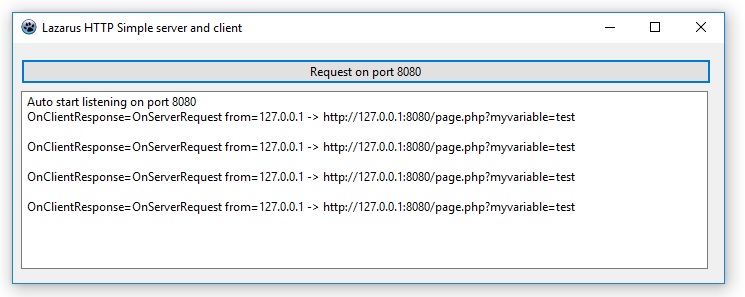 Lazarus HTTP Simple server and client
Request on port 8080
Auto start listening on port 8080
OnClientResponse=OnServerRequest from=127.0.0.1 -> http://127.0.0.1:8080/page.php?myvariable=test
OnClientResponse=OnServerRequest from=127.0.0.1 -> http://127.0.0.1:8080/page.php?myvariable=test
OnClientResponse=OnServerRequest from=127.0.0.1 -> http://127.0.0.1:8080/page.php?myvariable=test
OnClientResponse=OnServerRequest from=127.0.0.1 -> http://127.0.0.1:8080/page.php?myvariable=test